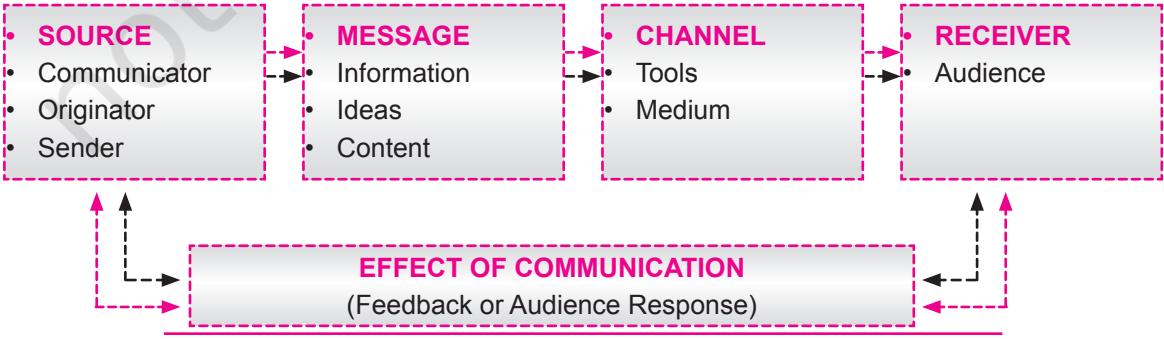 • SOURCE
• Communicator
• Originator
• Sender
• MESSAGE
• Information
• Ideas
• Content
• CHANNEL
• Tools
• Medium
• RECEIVER
• Audience
EFFECT OF COMMUNICATION
(Feedback or Audience Response)